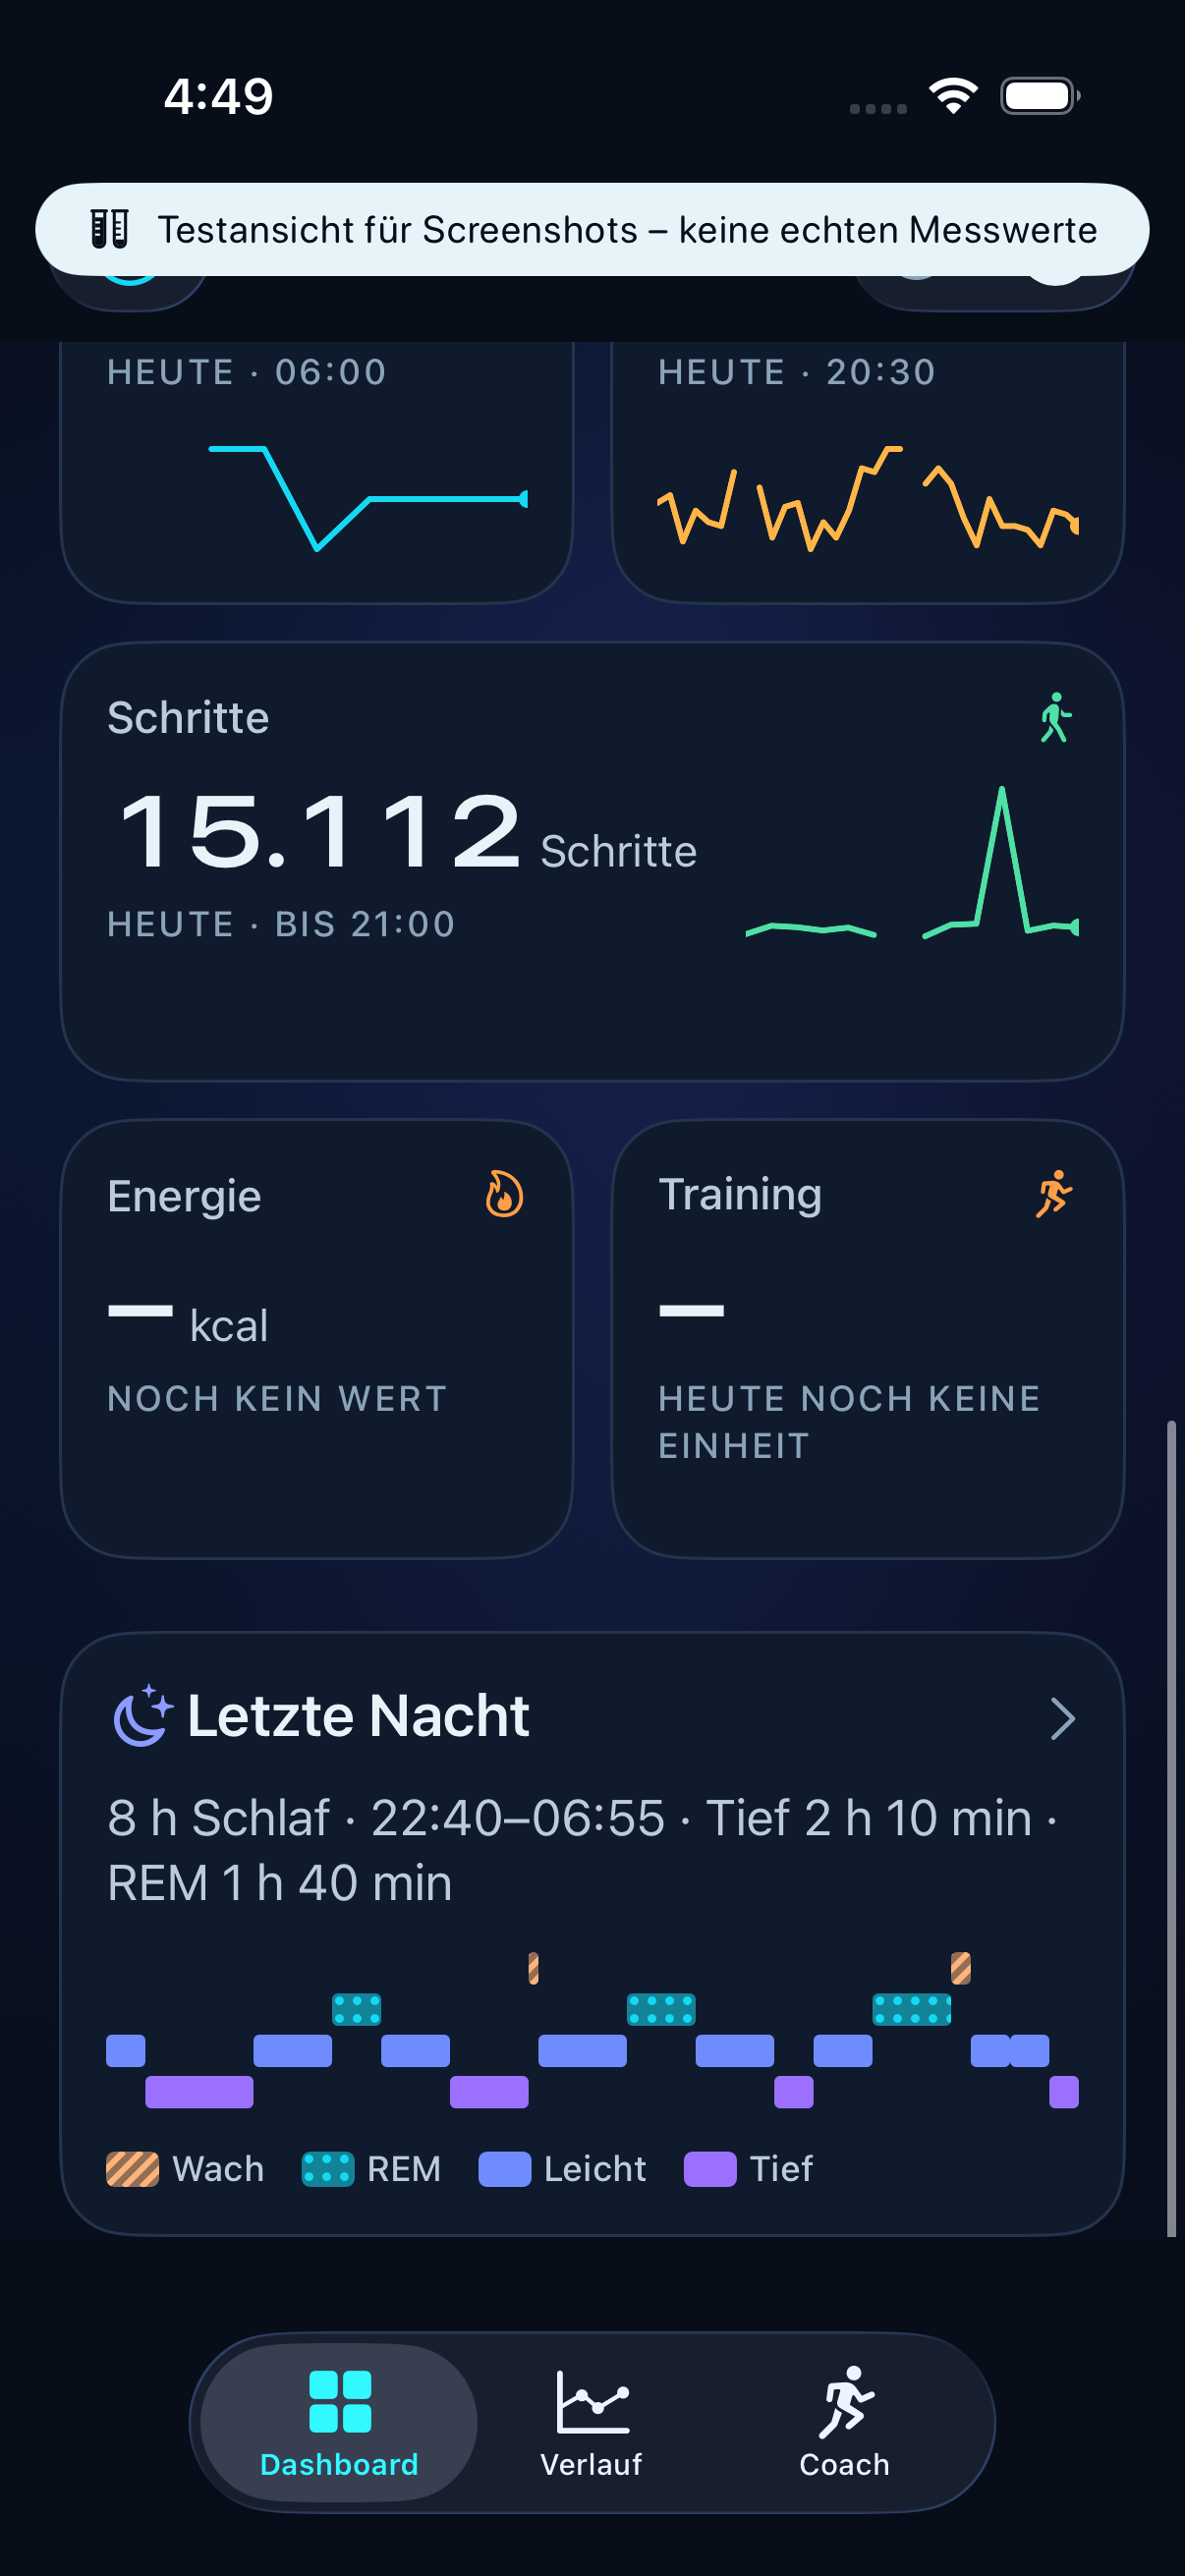 4:49
Testansicht für Screenshots – keine echten Messwerte
HEUTE · 06:00
HEUTE · 20:30
Schritte
15.112 Schritte
HEUTE · BIS 21:00
Energie
— kcal
NOCH KEIN WERT
Training
—
HEUTE NOCH KEINE
EINHEIT
Letzte Nacht
8 h Schlaf · 22:40–06:55 · Tief 2 h 10 min ·
REM 1 h 40 min
Wach REM Leicht Tief
Dashboard Verlauf Coach